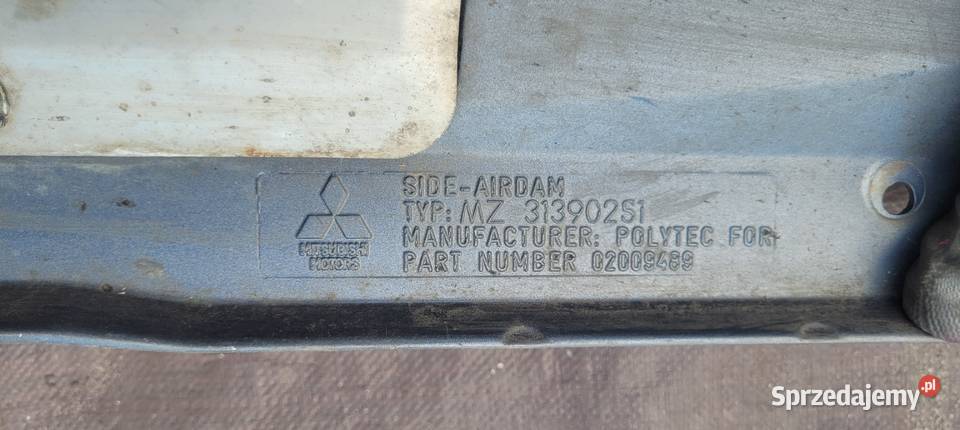 SIDE-AIRDAM
TYP: MZ 313902S1
MANUFACTURER: POLYTEC FOR
PART NUMBER 02009489
MITSUBISHI
MOTORS
Sprzedajemy.pl